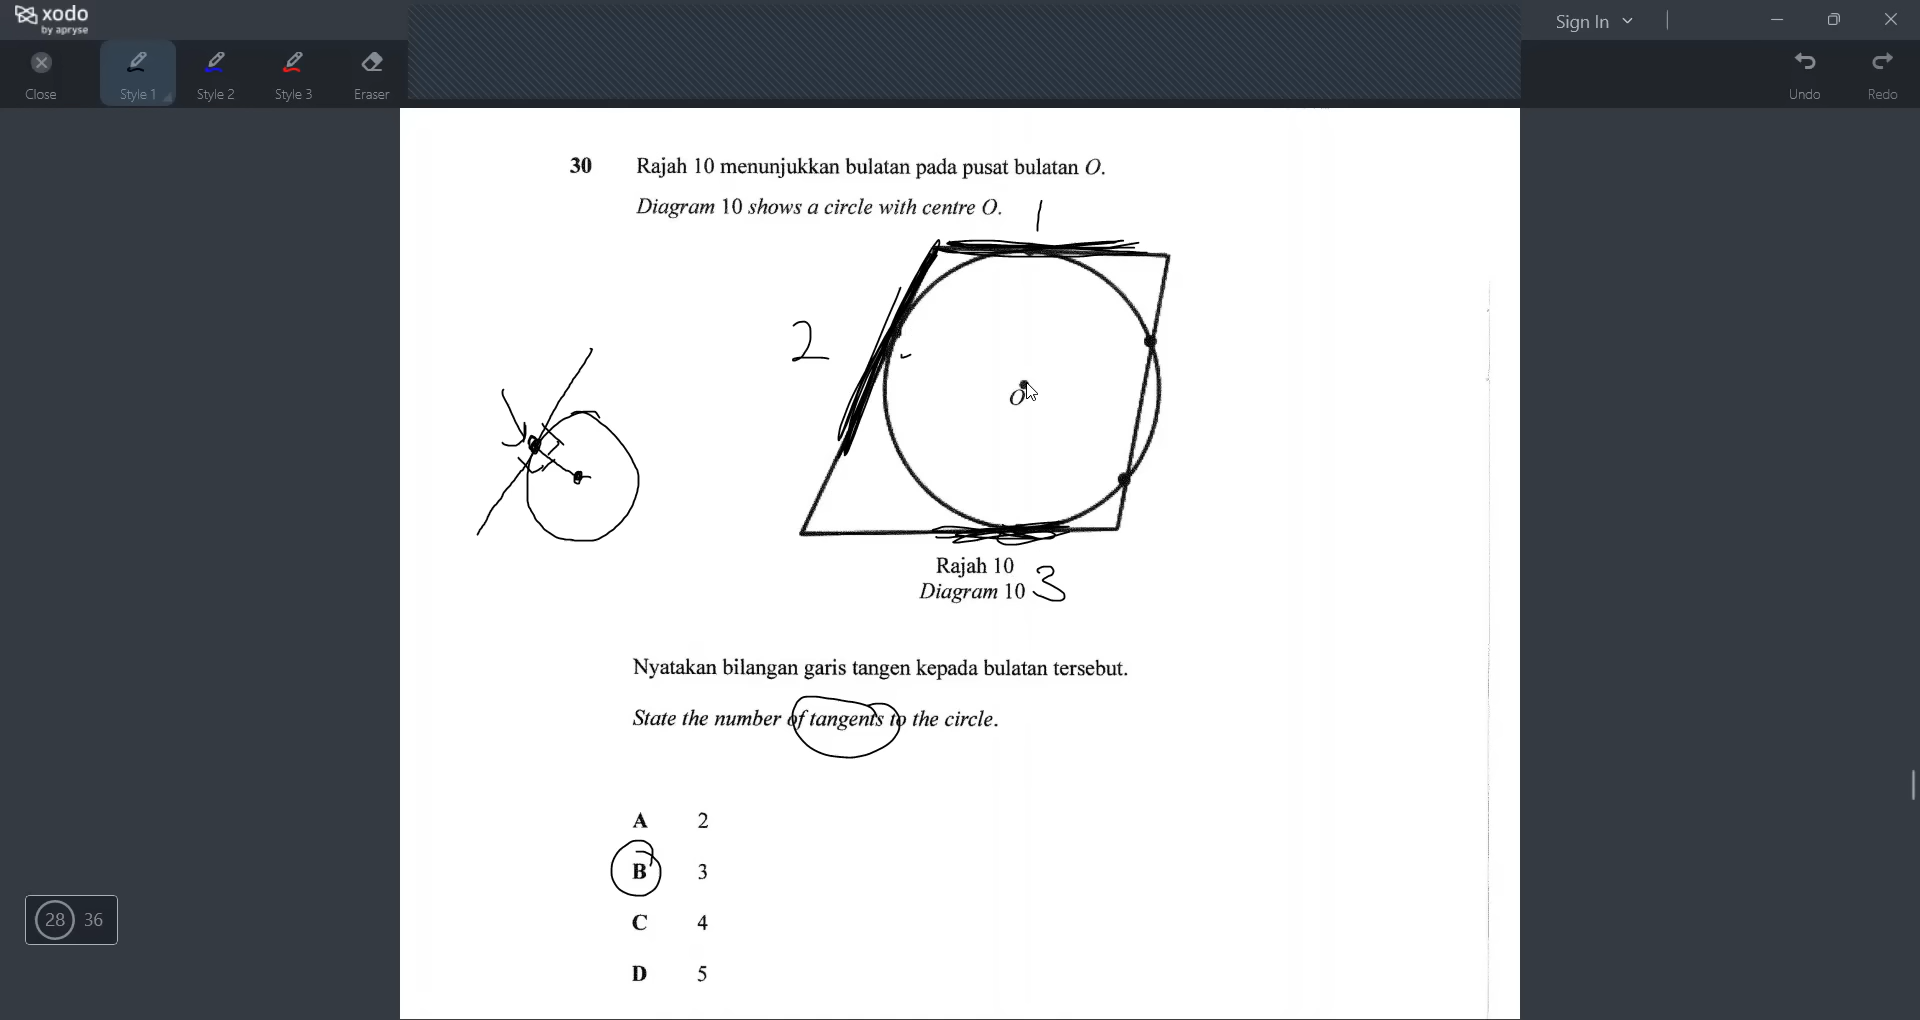 xodo
by apryse
Sign In
Close
Style 1
Style 2
Style 3
Eraser
Undo
Redo
30 Rajah 10 menunjukkan bulatan pada pusat bulatan O.
Diagram 10 shows a circle with centre O.
1
2
O
Rajah 10
Diagram 10
3
Nyatakan bilangan garis tangen kepada bulatan tersebut.
State the number of tangents to the circle.
A 2
B 3
C 4
D 5
28 36